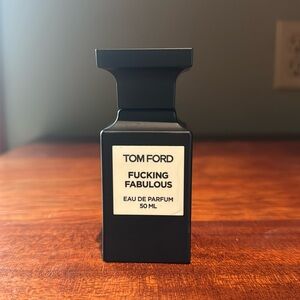 TOM FORD
FUCKING
FABULOUS
EAU DE PARFUM
50 ML